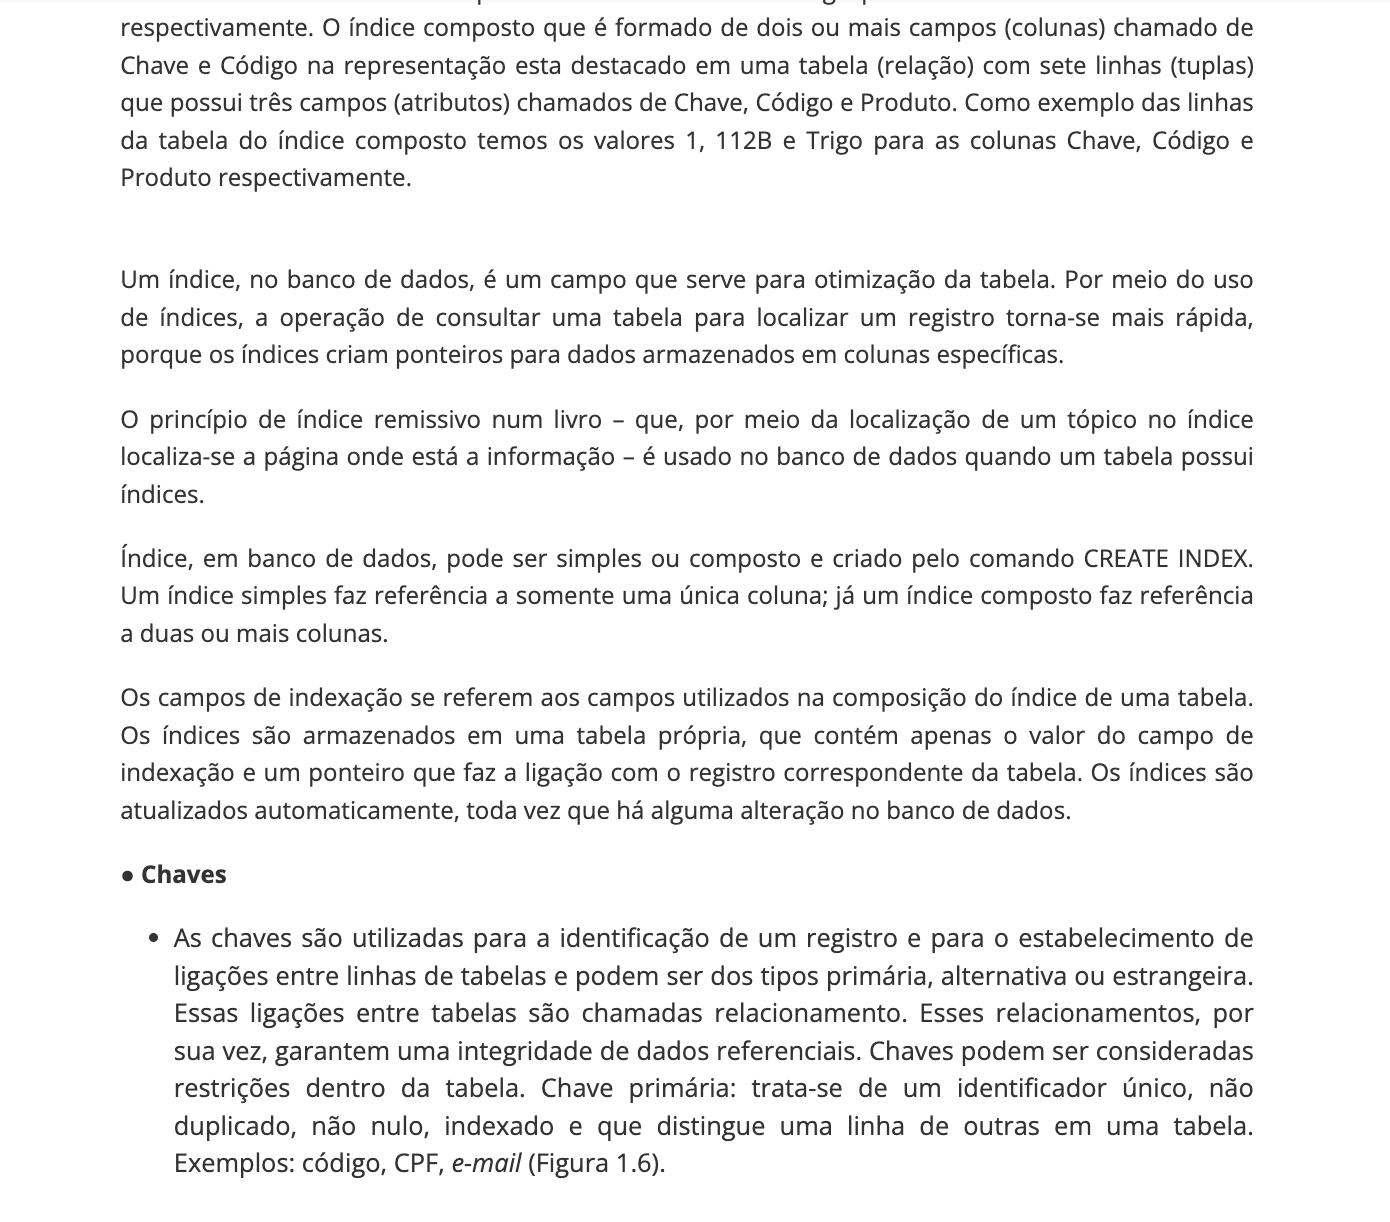 respectivamente. O índice composto que é formado de dois ou mais campos (colunas) chamado de
Chave e Código na representação esta destacado em uma tabela (relação) com sete linhas (tuplas)
que possui três campos (atributos) chamados de Chave, Código e Produto. Como exemplo das linhas
da tabela do índice composto temos os valores 1, 112B e Trigo para as colunas Chave, Código e
Produto respectivamente.
Um índice, no banco de dados, é um campo que serve para otimização da tabela. Por meio do uso
de índices, a operação de consultar uma tabela para localizar um registro torna-se mais rápida,
porque os índices criam ponteiros para dados armazenados em colunas específicas.
O princípio de índice remissivo num livro – que, por meio da localização de um tópico no índice
localiza-se a página onde está a informação – é usado no banco de dados quando um tabela possui
índices.
Índice, em banco de dados, pode ser simples ou composto e criado pelo comando CREATE INDEX.
Um índice simples faz referência a somente uma única coluna; já um índice composto faz referência
a duas ou mais colunas.
Os campos de indexação se referem aos campos utilizados na composição do índice de uma tabela.
Os índices são armazenados em uma tabela própria, que contém apenas o valor do campo de
indexação e um ponteiro que faz a ligação com o registro correspondente da tabela. Os índices são
atualizados automaticamente, toda vez que há alguma alteração no banco de dados.
● Chaves
• As chaves são utilizadas para a identificação de um registro e para o estabelecimento de
ligações entre linhas de tabelas e podem ser dos tipos primária, alternativa ou estrangeira.
Essas ligações entre tabelas são chamadas relacionamento. Esses relacionamentos, por
sua vez, garantem uma integridade de dados referenciais. Chaves podem ser consideradas
restrições dentro da tabela. Chave primária: trata-se de um identificador único, não
duplicado, não nulo, indexado e que distingue uma linha de outras em uma tabela.
Exemplos: código, CPF, e-mail (Figura 1.6).